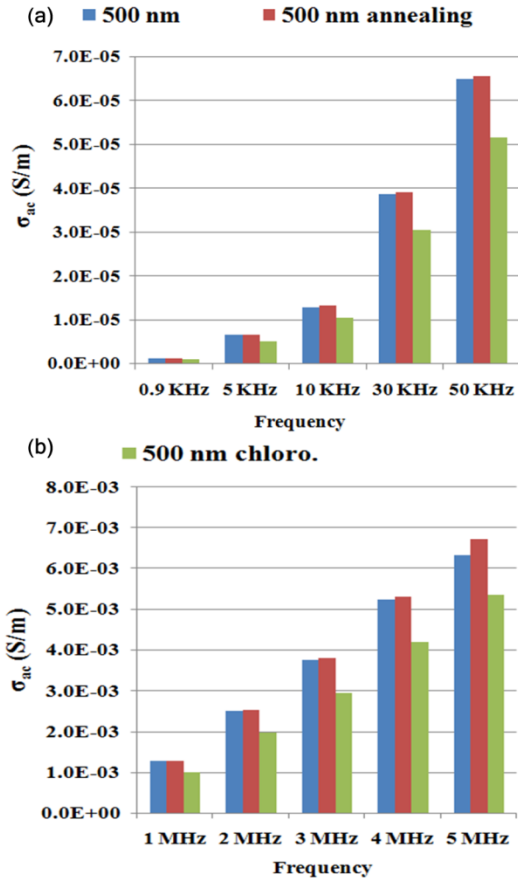 (a)
500 nm 500 nm annealing
7.0E-05
6.0E-05
5.0E-05
4.0E-05
3.0E-05
2.0E-05
1.0E-05
0.0E+00
σac (S/m)
0.9 KHz 5 KHz 10 KHz 30 KHz 50 KHz
Frequency
(b)
500 nm chloro.
8.0E-03
7.0E-03
6.0E-03
5.0E-03
4.0E-03
3.0E-03
2.0E-03
1.0E-03
0.0E+00
σac (S/m)
1 MHz 2 MHz 3 MHz 4 MHz 5 MHz
Frequency